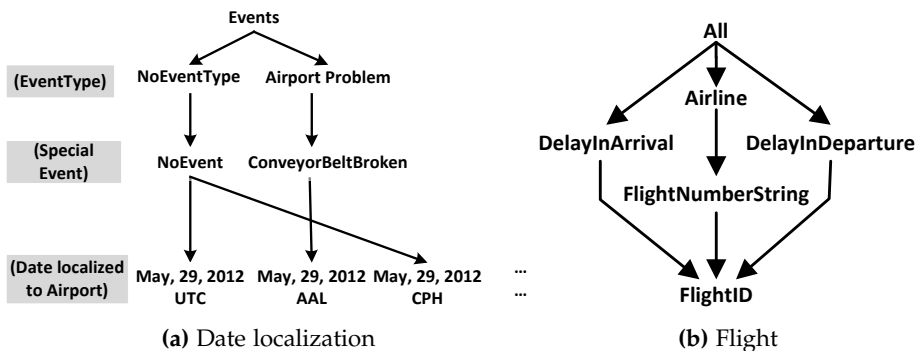 Events
(EventType)
NoEventType
Airport Problem
(Special
Event)
NoEvent
ConveyorBeltBroken
(Date localized
to Airport)
May, 29, 2012
UTC
May, 29, 2012
AAL
May, 29, 2012
CPH
...
...
(a) Date localization
All
Airline
DelayInArrival
DelayInDeparture
FlightNumberString
FlightID
(b) Flight